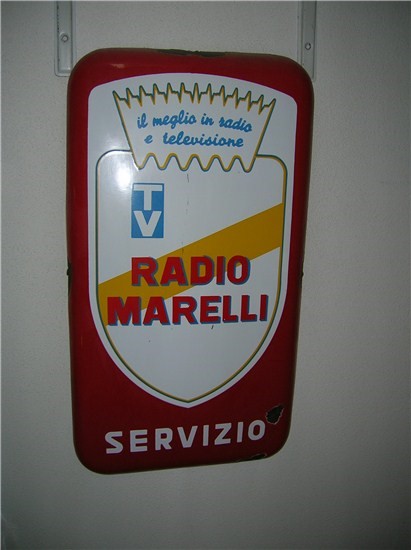 il meglio in radio
e televisione
TV
RADIO
MARELLI
SERVIZIO